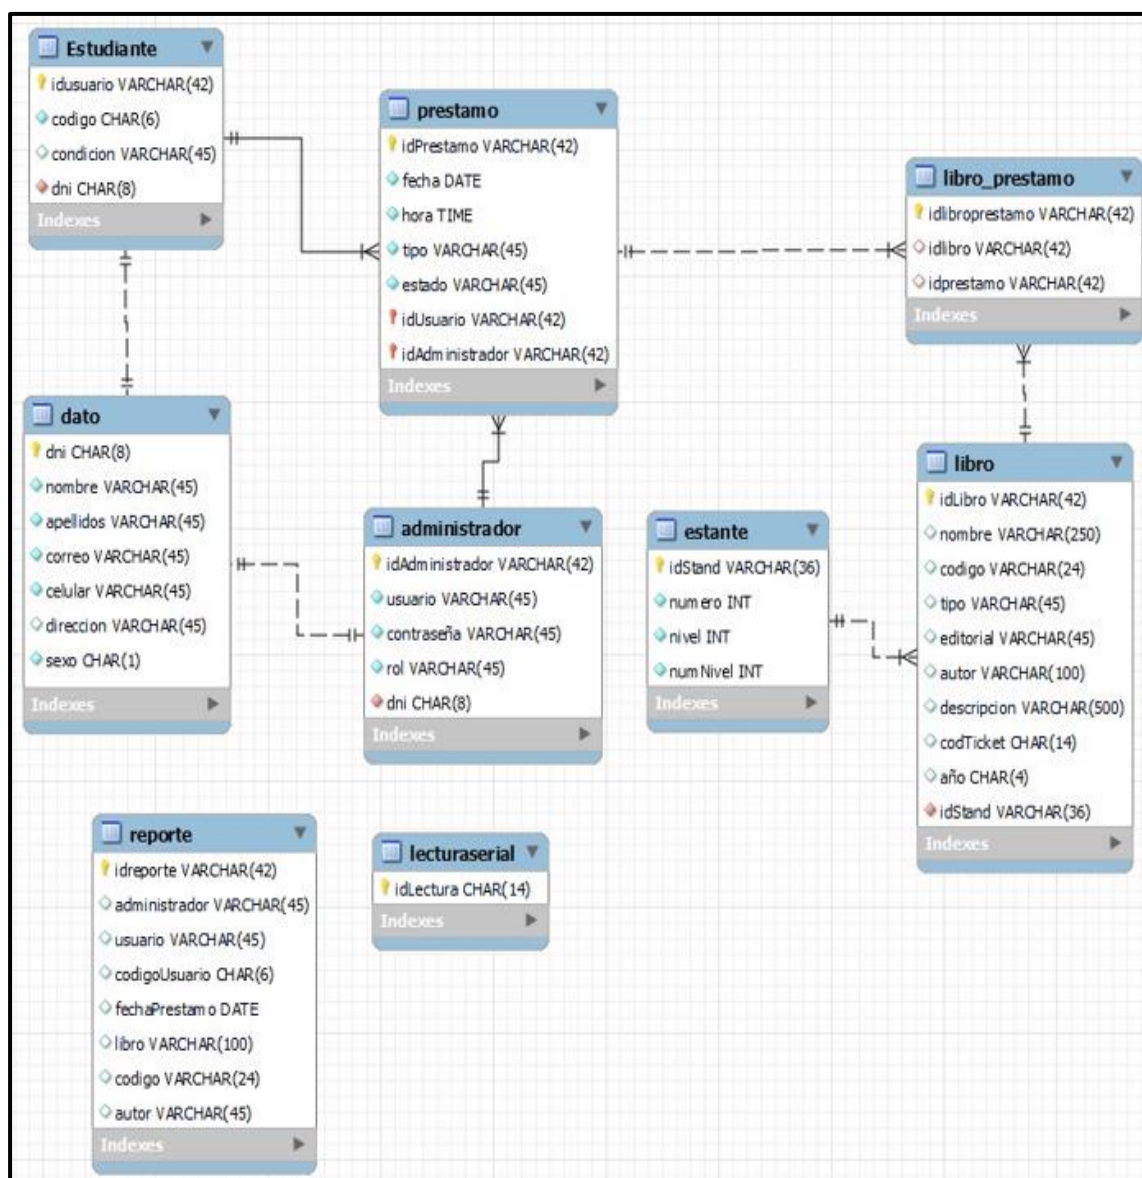 Estudiante
idusuario VARCHAR(42)
codigo CHAR(6)
condicion VARCHAR(45)
dni CHAR(8)
Indexes
prestamo
idPrestamo VARCHAR(42)
fecha DATE
hora TIME
tipo VARCHAR(45)
estado VARCHAR(45)
idUsuario VARCHAR(42)
idAdministrador VARCHAR(42)
Indexes
libro_prestamo
idlibroprestamo VARCHAR(42)
idlibro VARCHAR(42)
idprestamo VARCHAR(42)
Indexes
dato
dni CHAR(8)
nombre VARCHAR(45)
apellidos VARCHAR(45)
correo VARCHAR(45)
celular VARCHAR(45)
direccion VARCHAR(45)
sexo CHAR(1)
Indexes
administrador
idAdministrador VARCHAR(42)
usuario VARCHAR(45)
contraseña VARCHAR(45)
rol VARCHAR(45)
dni CHAR(8)
Indexes
estante
idStand VARCHAR(36)
numero INT
nivel INT
numNivel INT
Indexes
libro
idLibro VARCHAR(42)
nombre VARCHAR(250)
codigo VARCHAR(24)
tipo VARCHAR(45)
editorial VARCHAR(45)
autor VARCHAR(100)
descripcion VARCHAR(500)
codTicket CHAR(14)
año CHAR(4)
idStand VARCHAR(36)
Indexes
reporte
idreporte VARCHAR(42)
administrador VARCHAR(45)
usuario VARCHAR(45)
codigoUsuario CHAR(6)
fechaPrestamo DATE
libro VARCHAR(100)
codigo VARCHAR(24)
autor VARCHAR(45)
Indexes
lecturaserial
idLectura CHAR(14)
Indexes